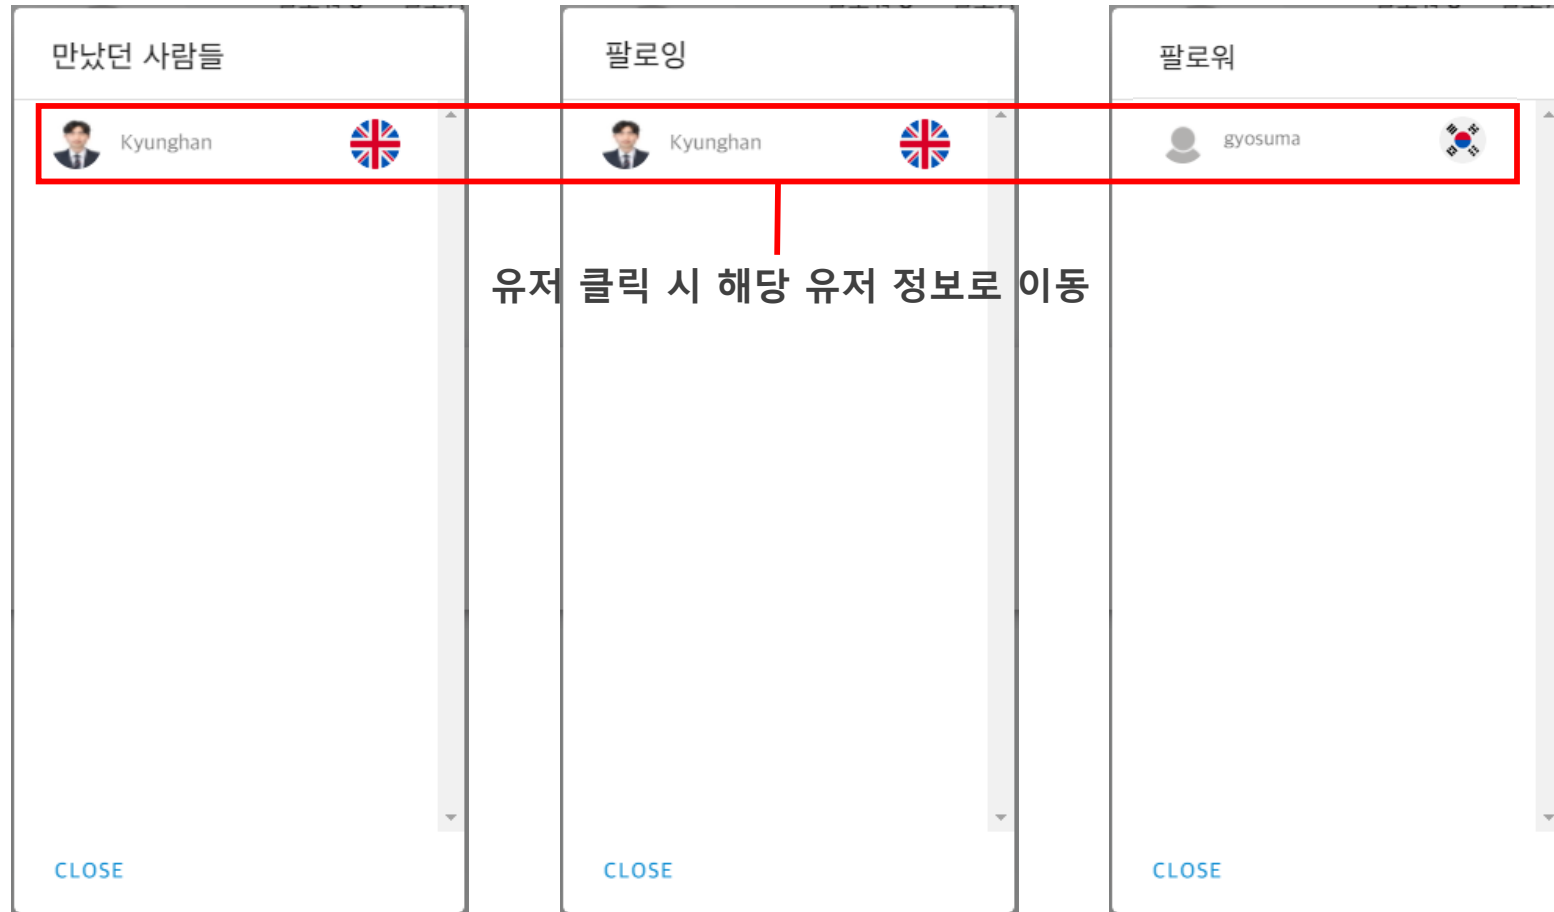 만났던 사람들
팔로잉
팔로워
Kyunghan
Kyunghan
gyosuma
유저 클릭 시 해당 유저 정보로 이동
CLOSE
CLOSE
CLOSE